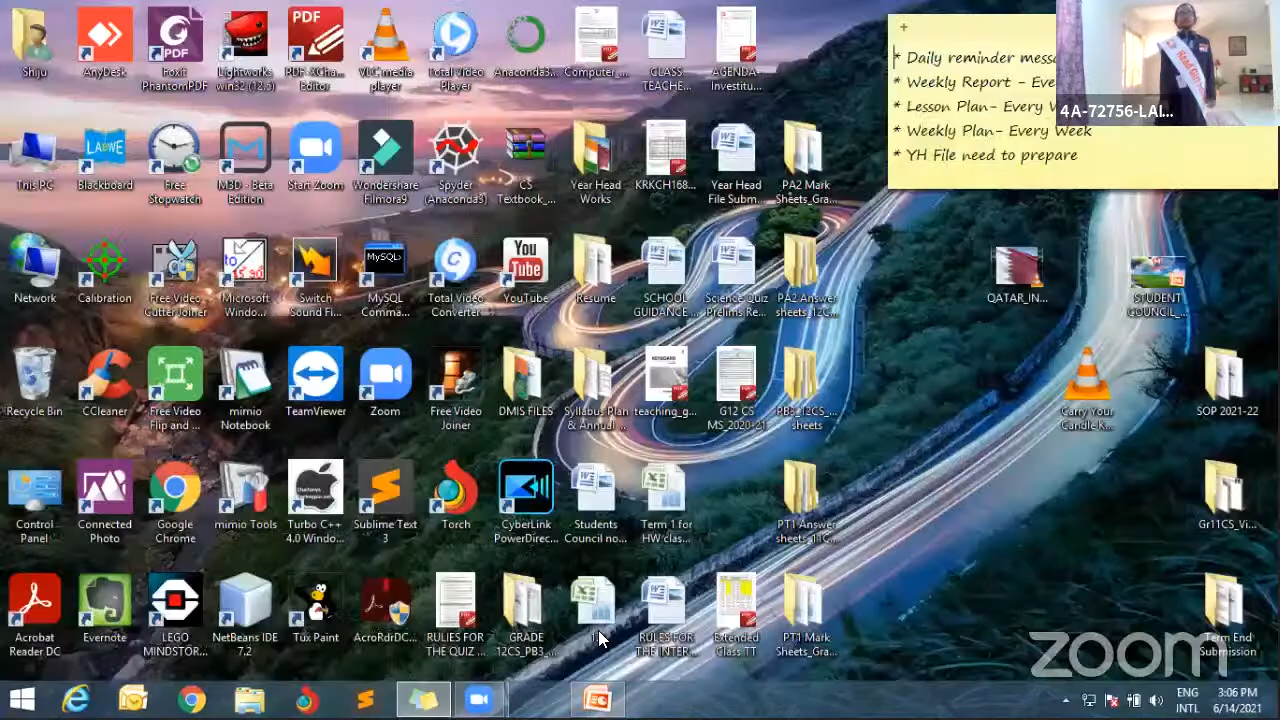 Shiju
AnyDesk
Foxit
PhantomPDF
Lightworks
win32 (12.5)
PDF-XCha...
Editor
VLC media
player
Total Video
Player
Anaconda3...
Computer_...
CLASS
TEACHE...
AGENDA-
Investitu...
+
* Daily reminder messa
* Weekly Report - Eve
* Lesson Plan- Every W
* Weekly Plan- Every Week
* YH File need to prepare
4A-72756-LAI...
This PC
Blackboard
Free
Stopwatch
M3D - Beta
Edition
Start Zoom
Wondershare
Filmora9
Spyder
(Anaconda3)
CS
Textbook_...
Year Head
Works
KRKCH168...
Year Head
File Subm...
PA2 Mark
Sheets_Gra...
Network
Calibration
Free Video
Cutter Joiner
Microsoft
Windo...
Switch
Sound Fi...
MySQL
Comma...
Total Video
Converter
YouTube
Resume
SCHOOL
GUIDANCE ...
Science Quiz
Prelims Re...
PA2 Answer
sheets_12C...
QATAR_IN...
STUDENT
COUNCIL_...
Recycle Bin
CCleaner
Free Video
Flip and ...
mimio
Notebook
TeamViewer
Zoom
Free Video
Joiner
DMIS FILES
Syllabus Plan
& Annual ...
teaching_g...
G12 CS
MS_2020-21
PB3_12CS_...
sheets
Carry Your
Candle K...
SOP 2021-22
Control
Panel
Connected
Photo
Google
Chrome
mimio Tools
Turbo C++
4.0 Windo...
Sublime Text
3
Torch
CyberLink
PowerDirec...
Students
Council no...
Term 1 for
HW clas...
PT1 Answer
sheets_11C...
Gr11CS_Vi...
Acrobat
Reader DC
Evernote
LEGO
MINDSTOR...
NetBeans IDE
7.2
Tux Paint
AcroRdrDC...
RULIES FOR
THE QUIZ ...
GRADE
12CS_PB3_...
RULES FOR
THE INTER...
Extended
Class TT
PT1 Mark
Sheets_Gra...
Term End
Submission
zoom
ENG
INTL
3:06 PM
6/14/2021